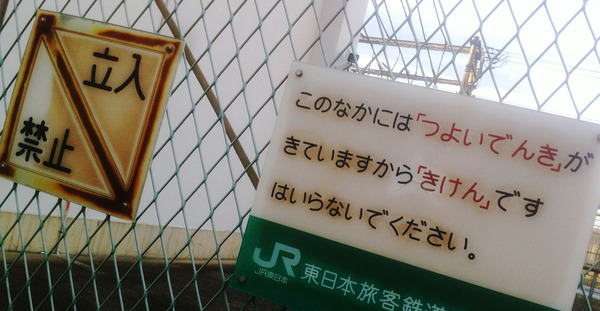 立入
禁止
このなかには「つよいでんき」が
きていますから「きけん」です
はいらないでください。
JR
JR東日本
東日本旅客鉄道